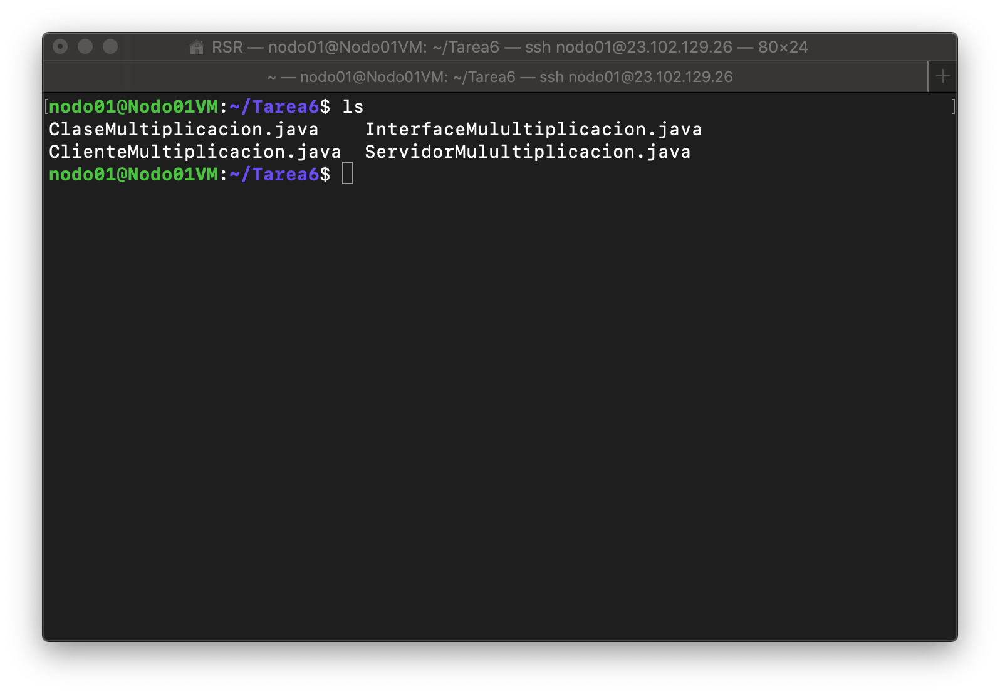 RSR — nodo01@Nodo01VM: ~/Tarea6 — ssh nodo01@23.102.129.26 — 80×24
~ — nodo01@Nodo01VM: ~/Tarea6 — ssh nodo01@23.102.129.26
[nodo01@Nodo01VM:~/Tarea6$ ls ]
ClaseMultiplicacion.java    InterfaceMulultiplicacion.java
ClienteMultiplicacion.java  ServidorMulultiplicacion.java
nodo01@Nodo01VM:~/Tarea6$